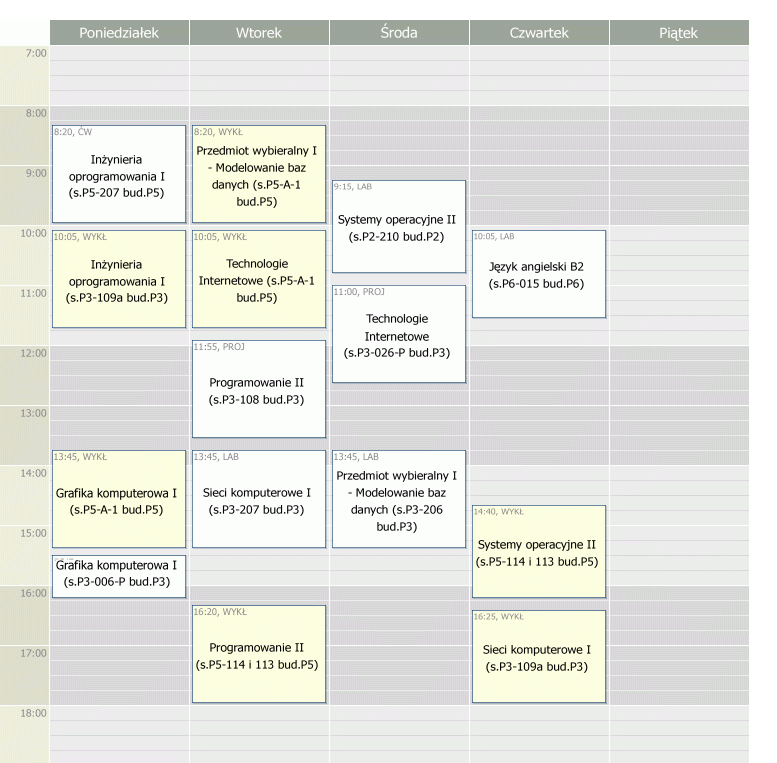 Poniedziałek
Wtorek
Środa
Czwartek
Piątek
7:00
8:00
9:00
10:00
11:00
12:00
13:00
14:00
15:00
16:00
17:00
18:00
8:20, ĆW
Inżynieria
oprogramowania I
(s.P5-207 bud.P5)
10:05, WYKŁ
Inżynieria
oprogramowania I
(s.P3-109a bud.P3)
13:45, WYKŁ
Grafika komputerowa I
(s.P5-A-1 bud.P5)
Grafika komputerowa I
(s.P3-006-P bud.P3)
8:20, WYKŁ
Przedmiot wybieralny I
- Modelowanie baz
danych (s.P5-A-1
bud.P5)
10:05, WYKŁ
Technologie
Internetowe (s.P5-A-1
bud.P5)
11:55, PROJ
Programowanie II
(s.P3-108 bud.P3)
13:45, LAB
Sieci komputerowe I
(s.P3-207 bud.P3)
16:20, WYKŁ
Programowanie II
(s.P5-114 i 113 bud.P5)
9:15, LAB
Systemy operacyjne II
(s.P2-210 bud.P2)
11:00, PROJ
Technologie
Internetowe
(s.P3-026-P bud.P3)
13:45, LAB
Przedmiot wybieralny I
- Modelowanie baz
danych (s.P3-206
bud.P3)
10:05, LAB
Język angielski B2
(s.P6-015 bud.P6)
14:40, WYKŁ
Systemy operacyjne II
(s.P5-114 i 113 bud.P5)
16:25, WYKŁ
Sieci komputerowe I
(s.P3-109a bud.P3)